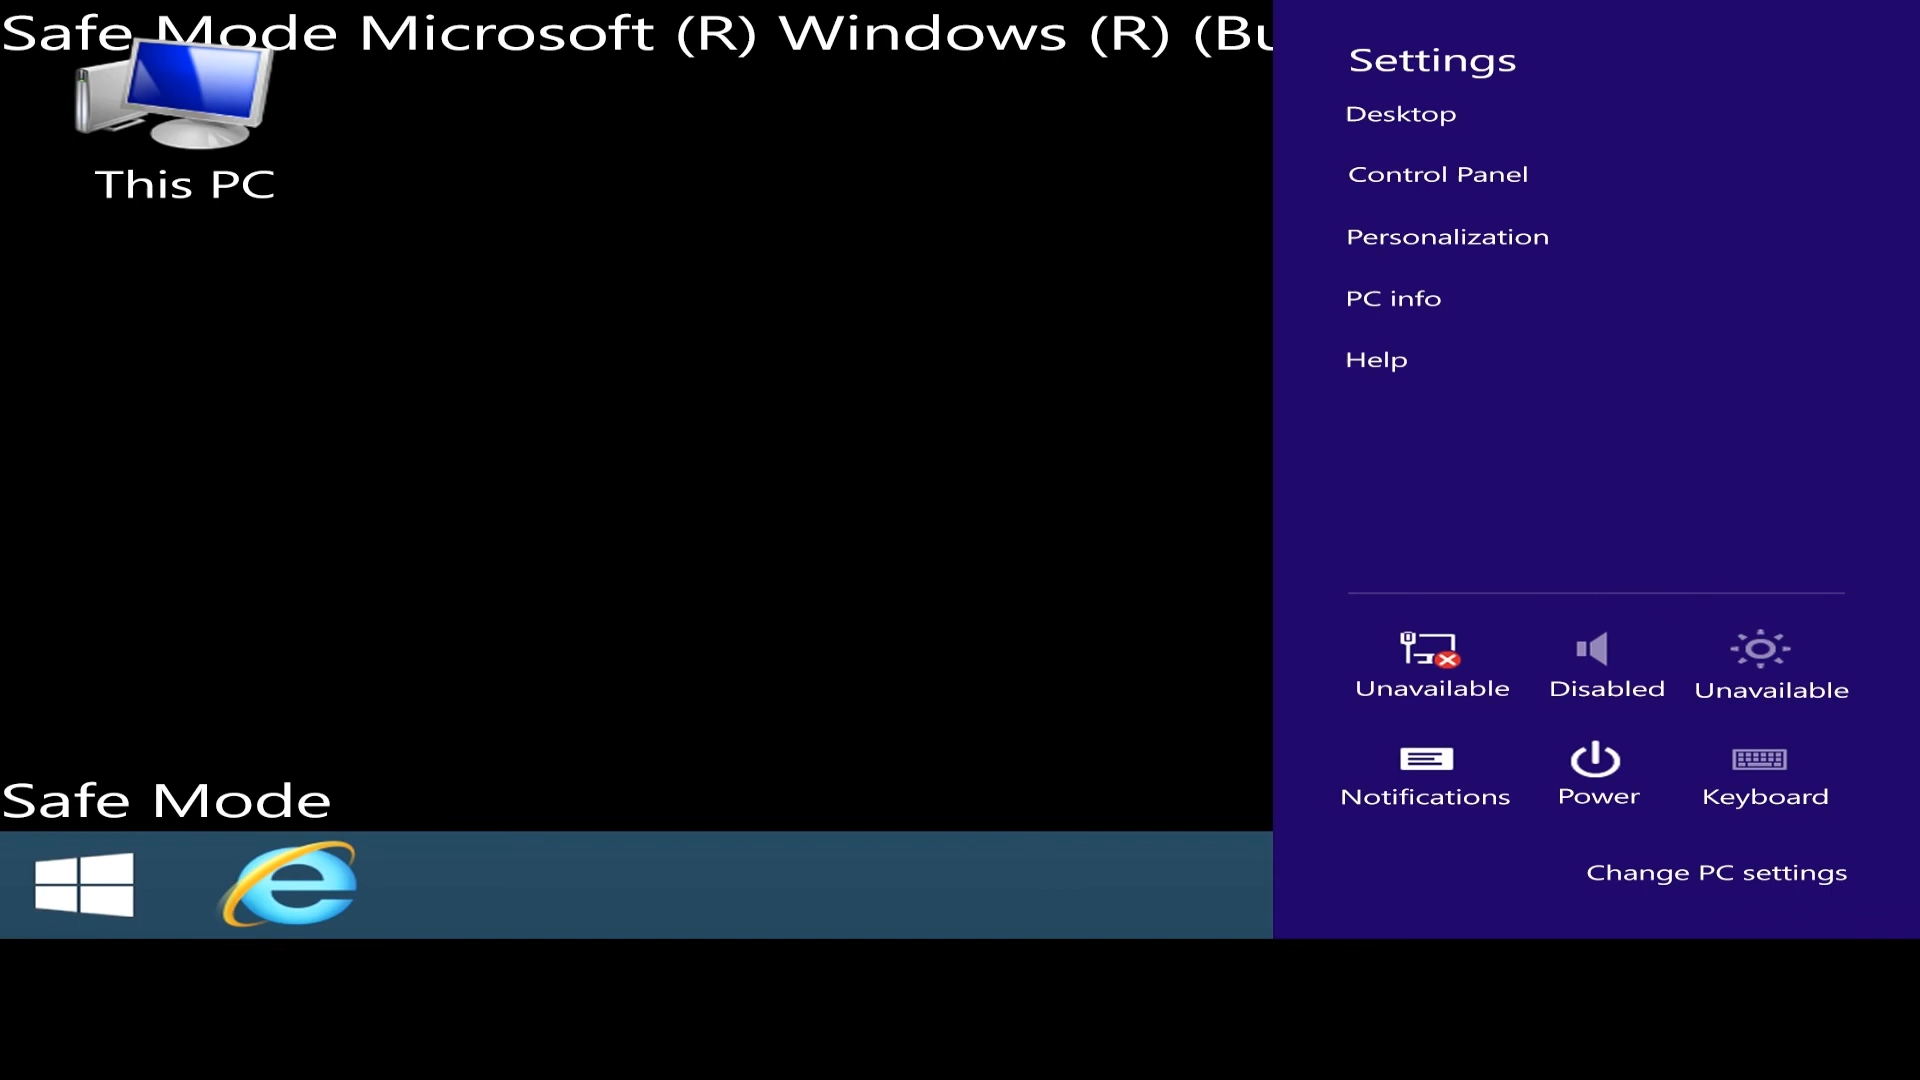 Safe Mode Microsoft (R) Windows (R) (Bu
This PC
Safe Mode
Settings
Desktop
Control Panel
Personalization
PC info
Help
Unavailable
Disabled
Unavailable
Notifications
Power
Keyboard
Change PC settings